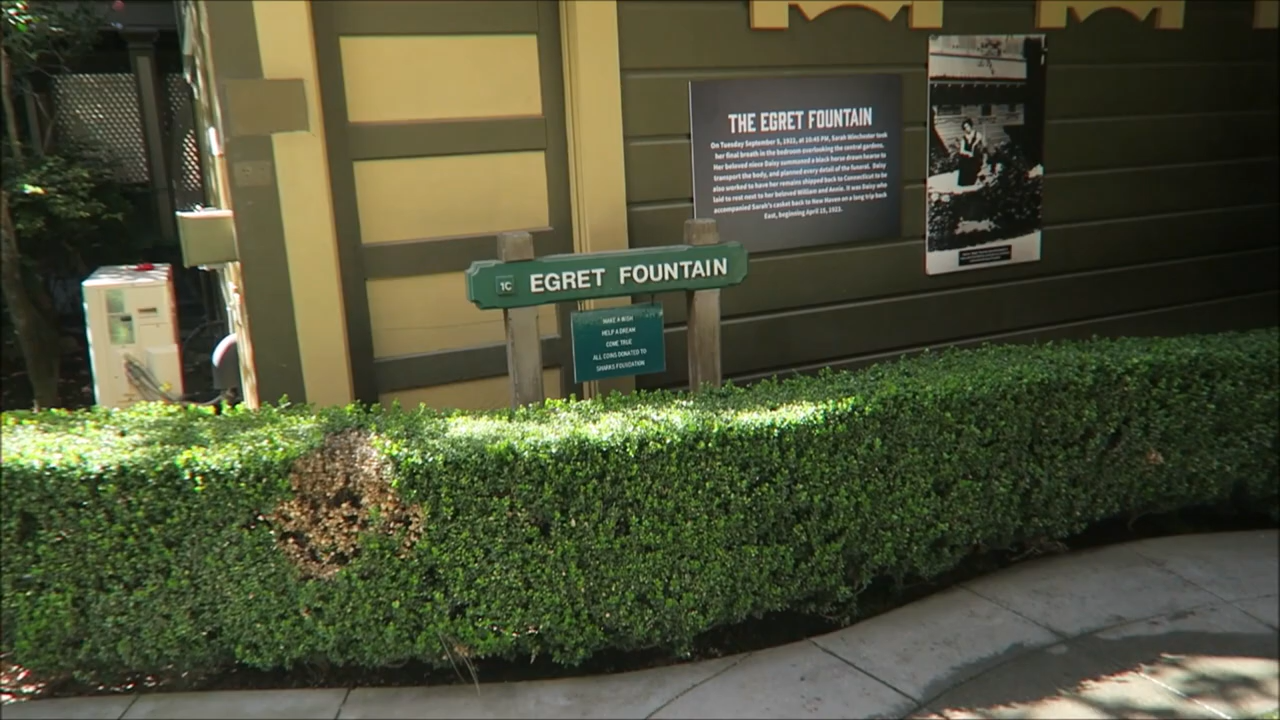 THE EGRET FOUNTAIN
On Tuesday September 5, 1922, at 10:45 PM, Sarah Winchester took
her final breath in the bedroom overlooking the central gardens.
Her beloved niece Daisy summoned a black horse drawn hearse to
transport the body, and planned every detail of the funeral. Daisy
also worked to have her remains shipped back to Connecticut to be
laid to rest next to her beloved William and Annie. It was Daisy who
accompanied Sarah's casket back to New Haven on a long trip back
East, beginning April 15, 1923.
1C EGRET FOUNTAIN
MAKE A WISH
HELP A DREAM
COME TRUE
ALL COINS DONATED TO
SHARKS FOUNDATION